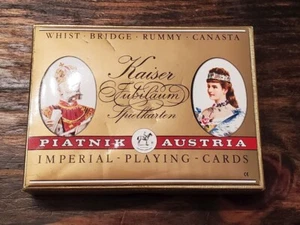 WHIST · BRIDGE · RUMMY · CANASTA
Kaiser
Jubiläum
Spielkarten
PIATNIK AUSTRIA
IMPERIAL · PLAYING · CARDS